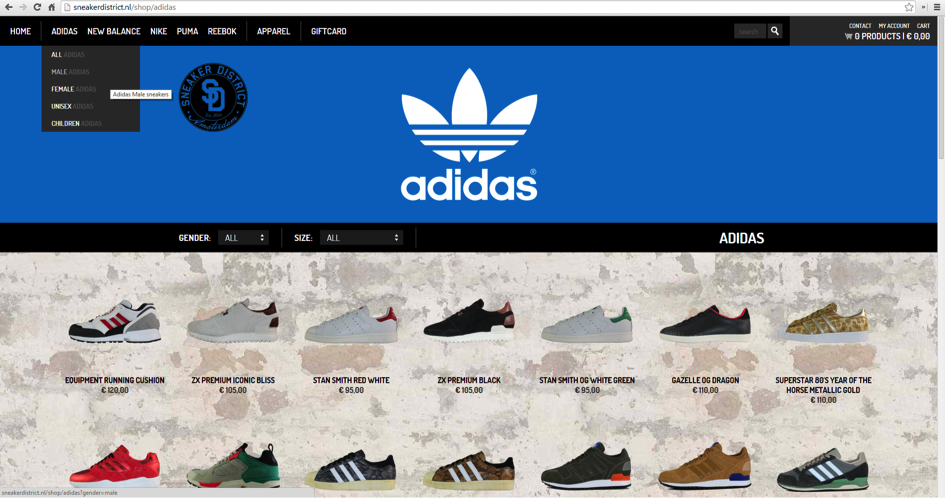 sneakerdistrict.nl/shop/adidas
HOME
ADIDAS
NEW BALANCE
NIKE
PUMA
REEBOK
APPAREL
GIFTCARD
Search
CONTACT
MY ACCOUNT
CART
0 PRODUCTS | € 0,00
ALL ADIDAS
MALE ADIDAS
FEMALE ADIDAS
UNISEX ADIDAS
CHILDREN ADIDAS
Adidas Male sneakers
SNEAKER DISTRICT
SD
Amsterdam
adidas®
GENDER:
ALL
SIZE:
ALL
ADIDAS
EQUIPMENT RUNNING CUSHION
€ 120,00
ZX PREMIUM ICONIC BLISS
€ 105,00
STAN SMITH RED WHITE
€ 95,00
ZX PREMIUM BLACK
€ 105,00
STAN SMITH OG WHITE GREEN
€ 95,00
GAZELLE OG DRAGON
€ 110,00
SUPERSTAR 80'S YEAR OF THE
HORSE METALLIC GOLD
€ 110,00
sneakerdistrict.nl/shop/adidas?gender=male